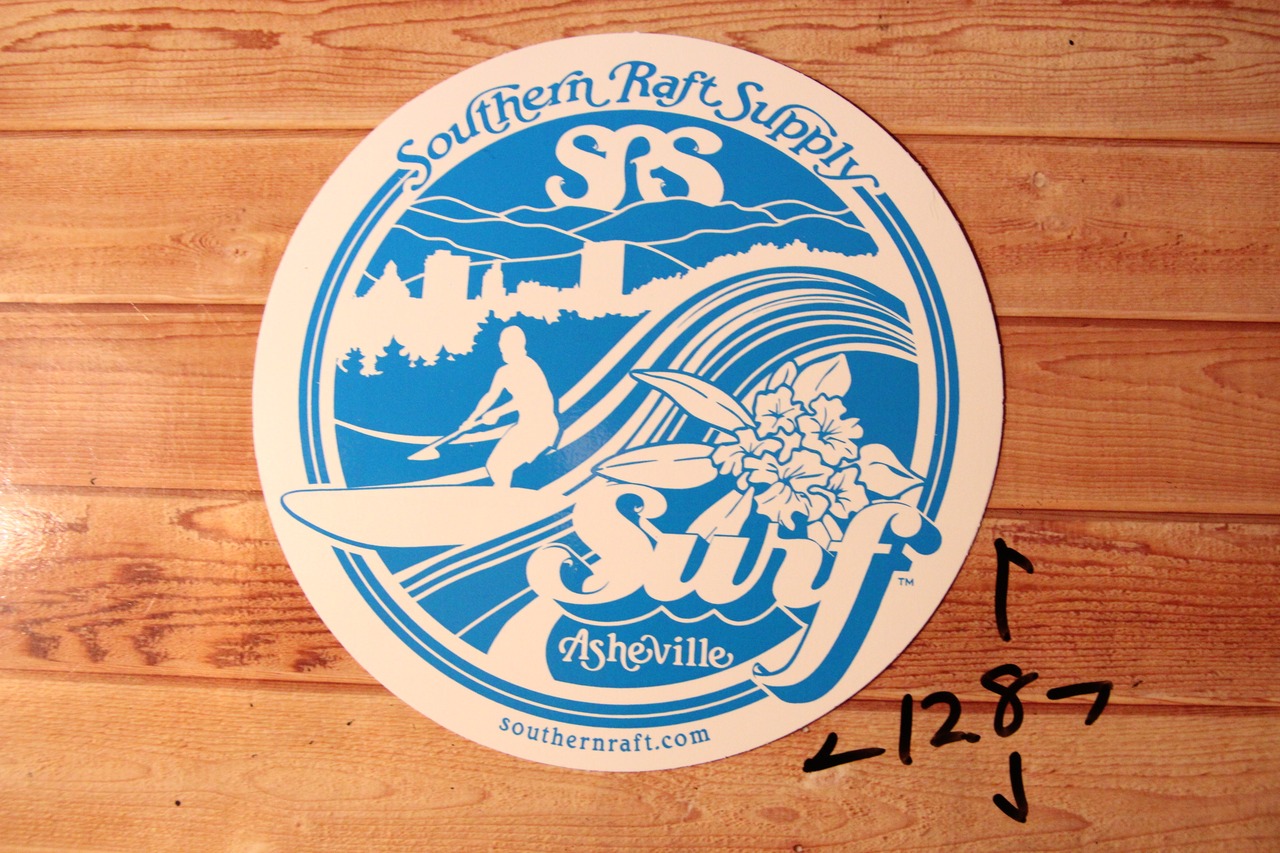 Southern Raft Supply
SRS
Surf
TM
Asheville
southernraft.com
128